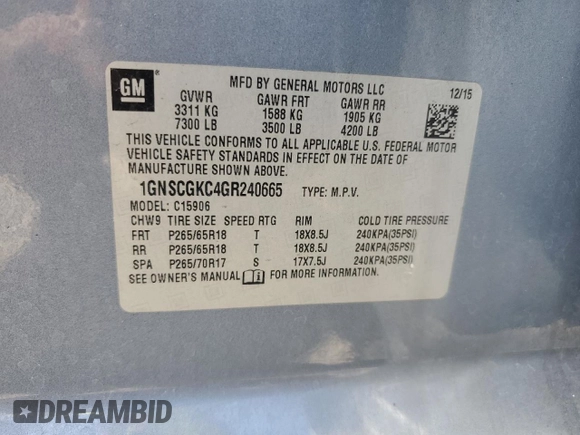 GM
®
MFD BY GENERAL MOTORS LLC
12/15
GVWR GAWR FRT GAWR RR
3311 KG 1588 KG 1905 KG
7300 LB 3500 LB 4200 LB
THIS VEHICLE CONFORMS TO ALL APPLICABLE U.S. FEDERAL MOTOR
VEHICLE SAFETY STANDARDS IN EFFECT ON THE DATE OF
MANUFACTURE SHOWN ABOVE.
1GNSCGKC4GR240665 TYPE: M.P.V.
MODEL: C15906
CHW9 TIRE SIZE SPEED RTG RIM COLD TIRE PRESSURE
FRT P265/65R18 T 18X8.5J 240KPA(35PSI)
RR P265/65R18 T 18X8.5J 240KPA(35PSI)
SPA P265/70R17 S 17X7.5J 240KPA(35PSI)
SEE OWNER'S MANUAL FOR MORE INFORMATION
DREAMBID